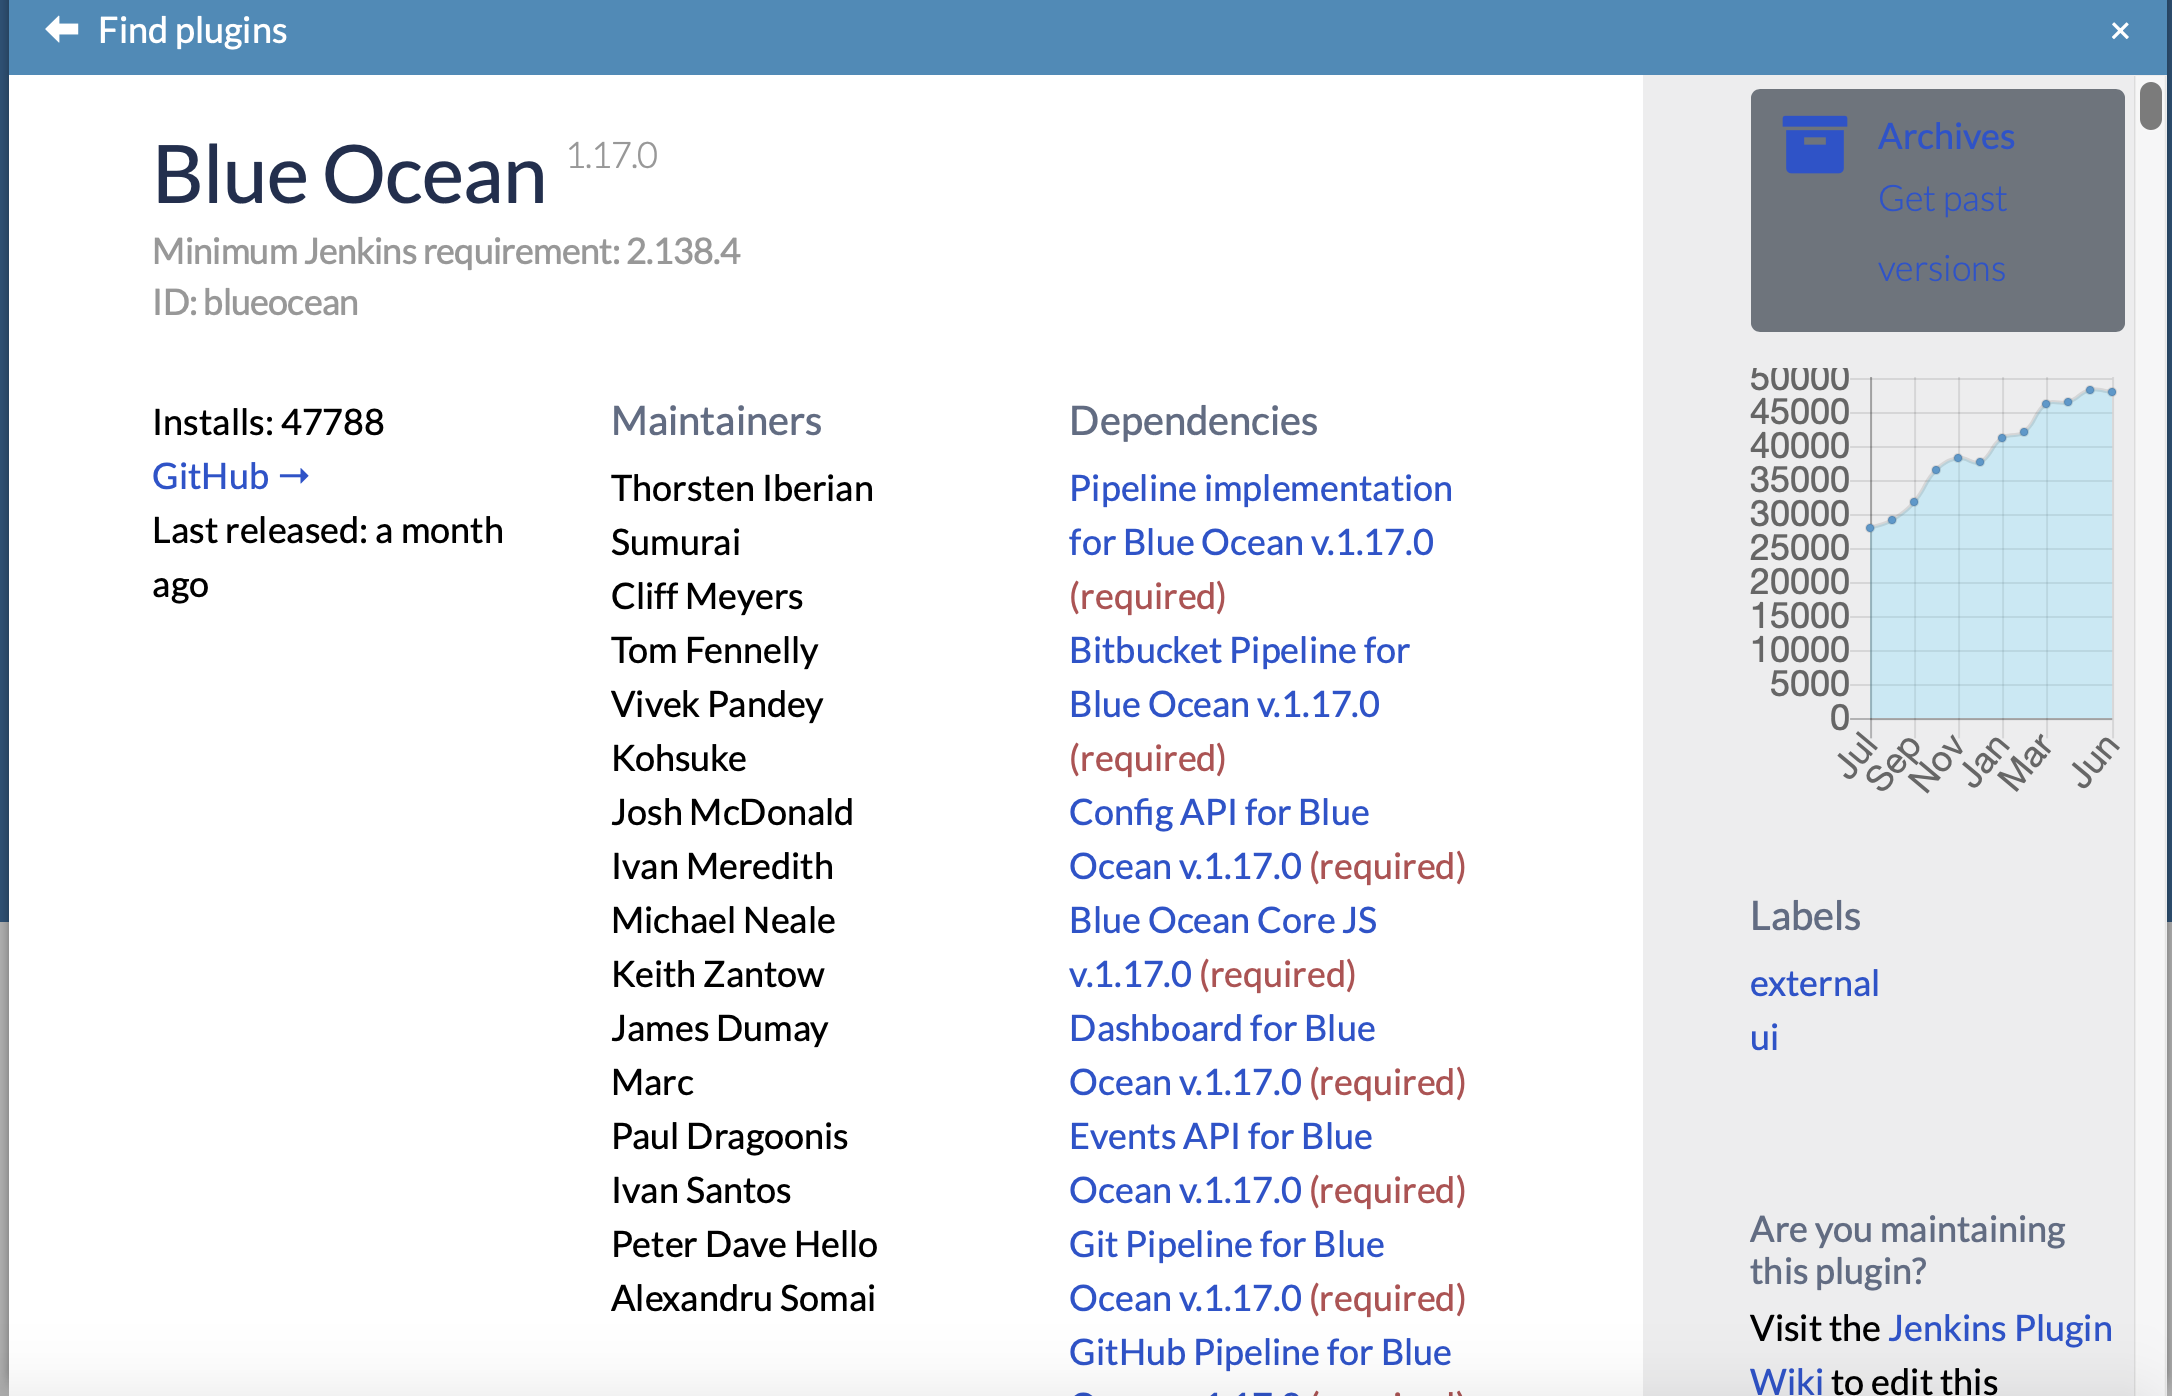 Find plugins
×
Blue Ocean 1.17.0
Minimum Jenkins requirement: 2.138.4
ID: blueocean
Installs: 47788
GitHub →
Last released: a month
ago
Maintainers
Thorsten Iberian
Sumurai
Cliff Meyers
Tom Fennelly
Vivek Pandey
Kohsuke
Josh McDonald
Ivan Meredith
Michael Neale
Keith Zantow
James Dumay
Marc
Paul Dragoonis
Ivan Santos
Peter Dave Hello
Alexandru Somai
Dependencies
Pipeline implementation
for Blue Ocean v.1.17.0
(required)
Bitbucket Pipeline for
Blue Ocean v.1.17.0
(required)
Config API for Blue
Ocean v.1.17.0 (required)
Blue Ocean Core JS
v.1.17.0 (required)
Dashboard for Blue
Ocean v.1.17.0 (required)
Events API for Blue
Ocean v.1.17.0 (required)
Git Pipeline for Blue
Ocean v.1.17.0 (required)
GitHub Pipeline for Blue
Archives
Get past
versions
50000
45000
40000
35000
30000
25000
20000
15000
10000
5000
0
Jul
Sep
Nov
Jan
Mar
Jun
Labels
external
ui
Are you maintaining
this plugin?
Visit the Jenkins Plugin
Wiki to edit this